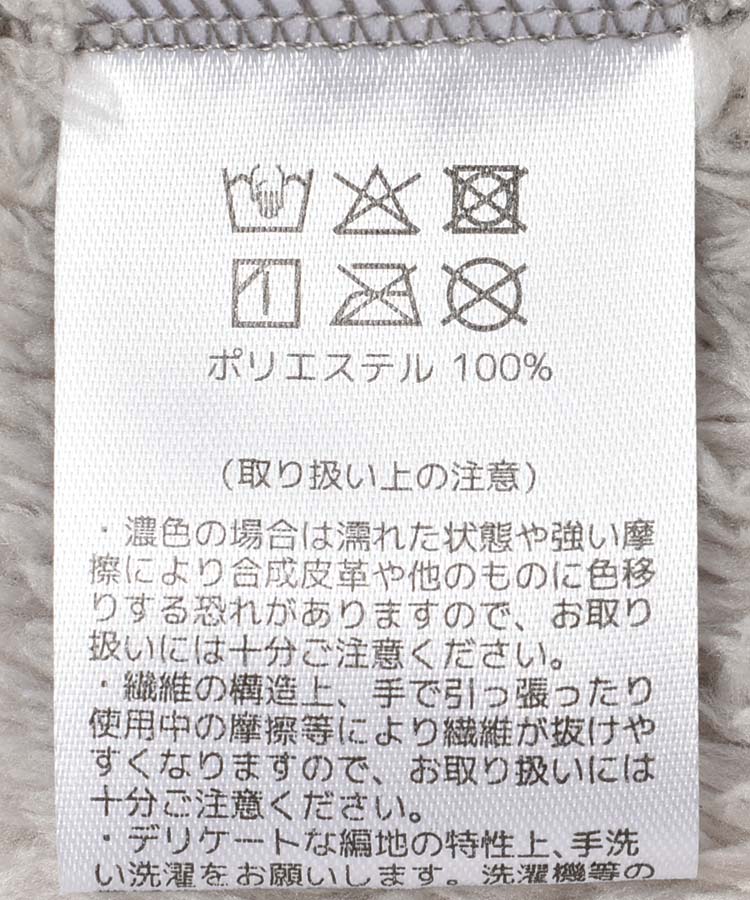 ポリエステル 100%
(取り扱い上の注意)
・濃色の場合は濡れた状態や強い摩
擦により合成皮革や他のものに色移
りする恐れがありますので、お取り
扱いには十分ご注意ください。
・繊維の構造上、手で引っ張ったり
使用中の摩擦等により繊維が抜けや
すくなりますので、お取り扱いには
十分ご注意ください。
・デリケートな編地の特性上、手洗
い洗濯をお願いします。洗濯機等の